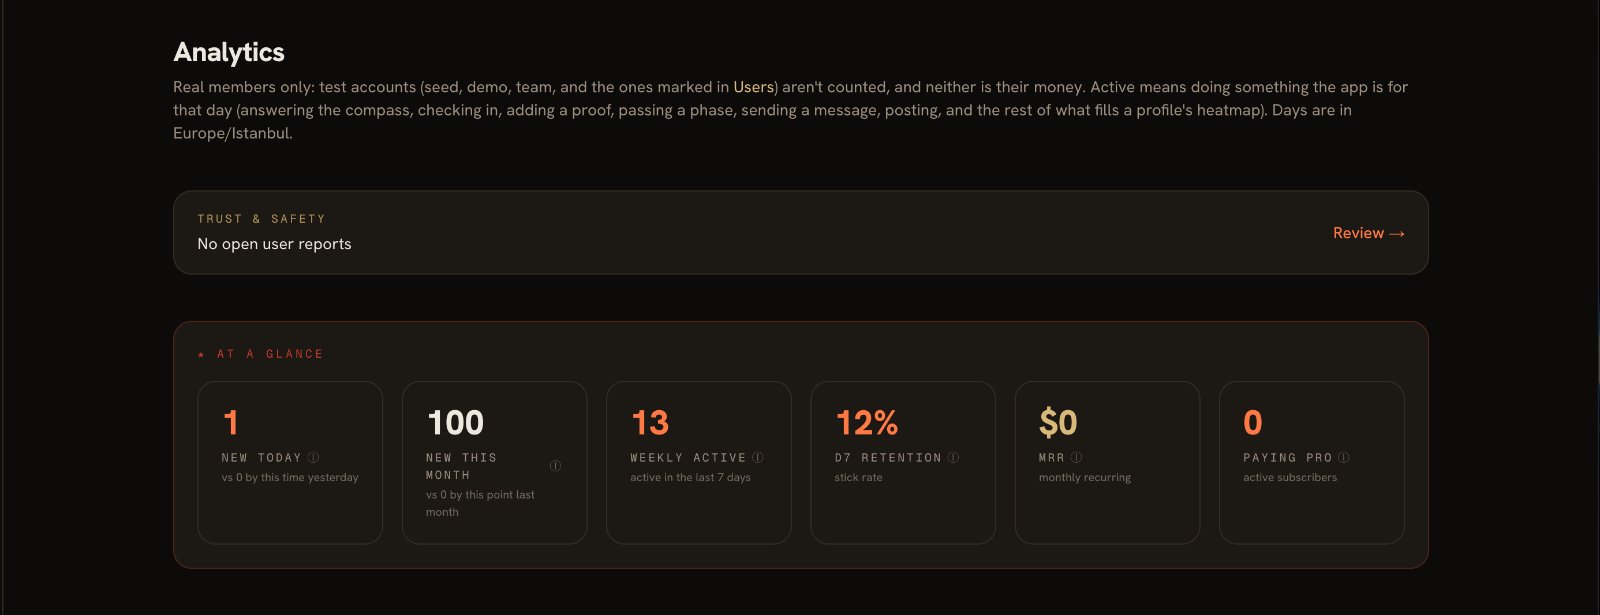 Analytics
Real members only: test accounts (seed, demo, team, and the ones marked in Users) aren't counted, and neither is their money. Active means doing something the app is for
that day (answering the compass, checking in, adding a proof, passing a phase, sending a message, posting, and the rest of what fills a profile's heatmap). Days are in
Europe/Istanbul.
TRUST & SAFETY
No open user reports
Review →
★ AT A GLANCE
1
NEW TODAY ⓘ
vs 0 by this time yesterday
100
NEW THIS
MONTH ⓘ
vs 0 by this point last
month
13
WEEKLY ACTIVE ⓘ
active in the last 7 days
12%
D7 RETENTION ⓘ
stick rate
$0
MRR ⓘ
monthly recurring
0
PAYING PRO ⓘ
active subscribers